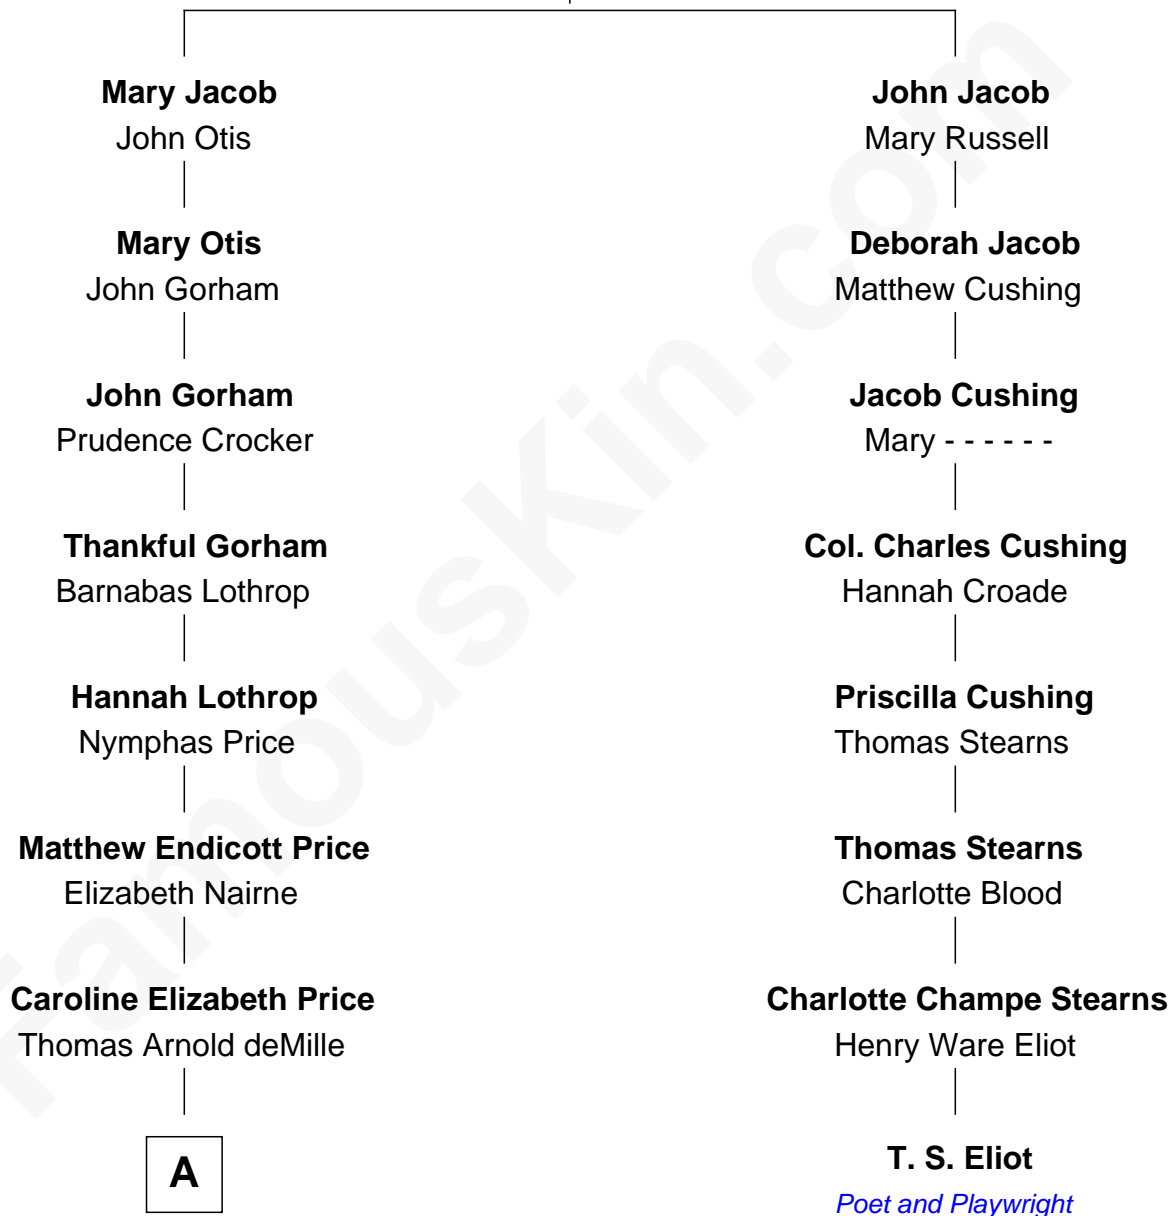 Mary Jacob
John Otis
Mary Otis
John Gorham
John Gorham
Prudence Crocker
Thankful Gorham
Barnabas Lothrop
Hannah Lothrop
Nymphas Price
Matthew Endicott Price
Elizabeth Nairne
Caroline Elizabeth Price
Thomas Arnold deMille
A
John Jacob
Mary Russell
Deborah Jacob
Matthew Cushing
Jacob Cushing
Mary - - - - - -
Col. Charles Cushing
Hannah Croade
Priscilla Cushing
Thomas Stearns
Thomas Stearns
Charlotte Blood
Charlotte Champe Stearns
Henry Ware Eliot
T. S. Eliot
Poet and Playwright
FamousKin.com